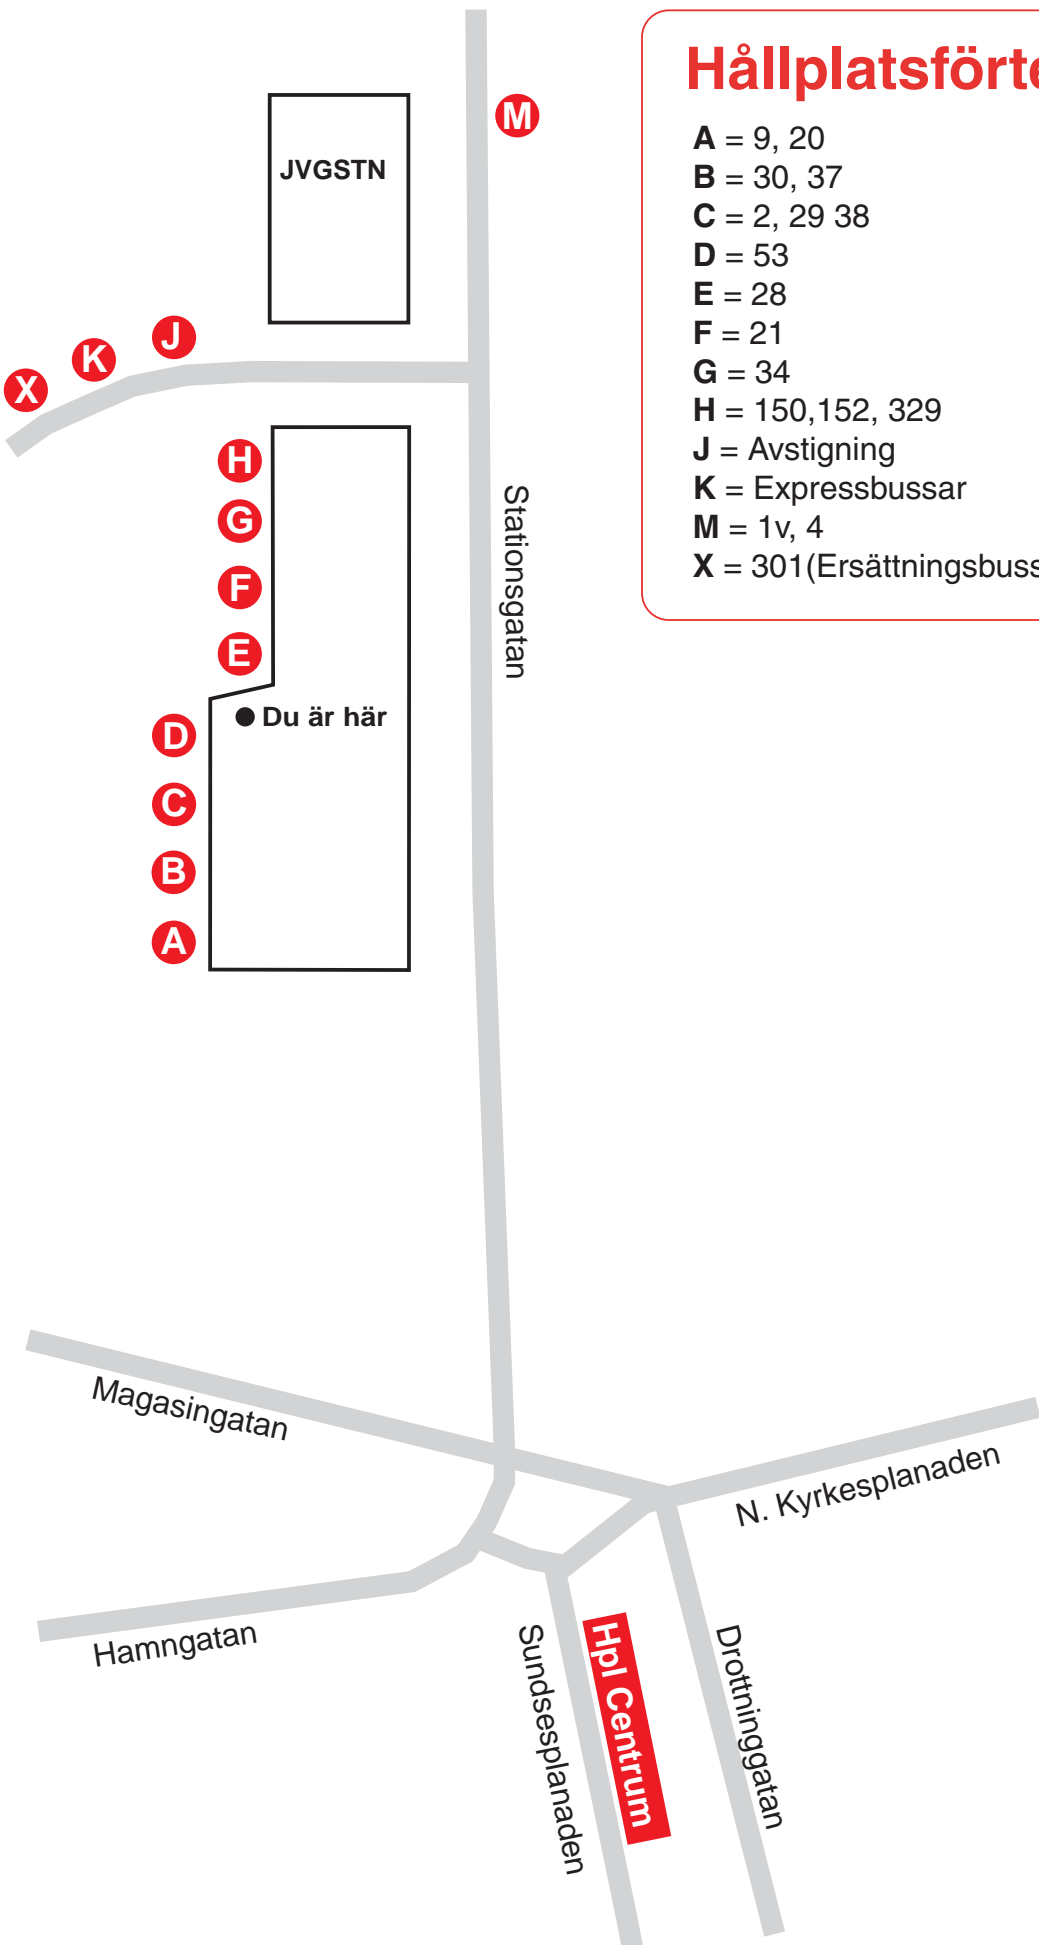 Hållplatsförte
A = 9, 20
B = 30, 37
C = 2, 29 38
D = 53
E = 28
F = 21
G = 34
H = 150,152, 329
J = Avstigning
K = Expressbussar
M = 1v, 4
X = 301(Ersättningsbuss
M
JVGSTN
J
K
X
H
G
F
E
Stationsgatan
Du är här
D
C
B
A
Magasingatan
N. Kyrkesplanaden
Hamngatan
Sundsesplanaden
Hpl Centrum
Drottninggatan